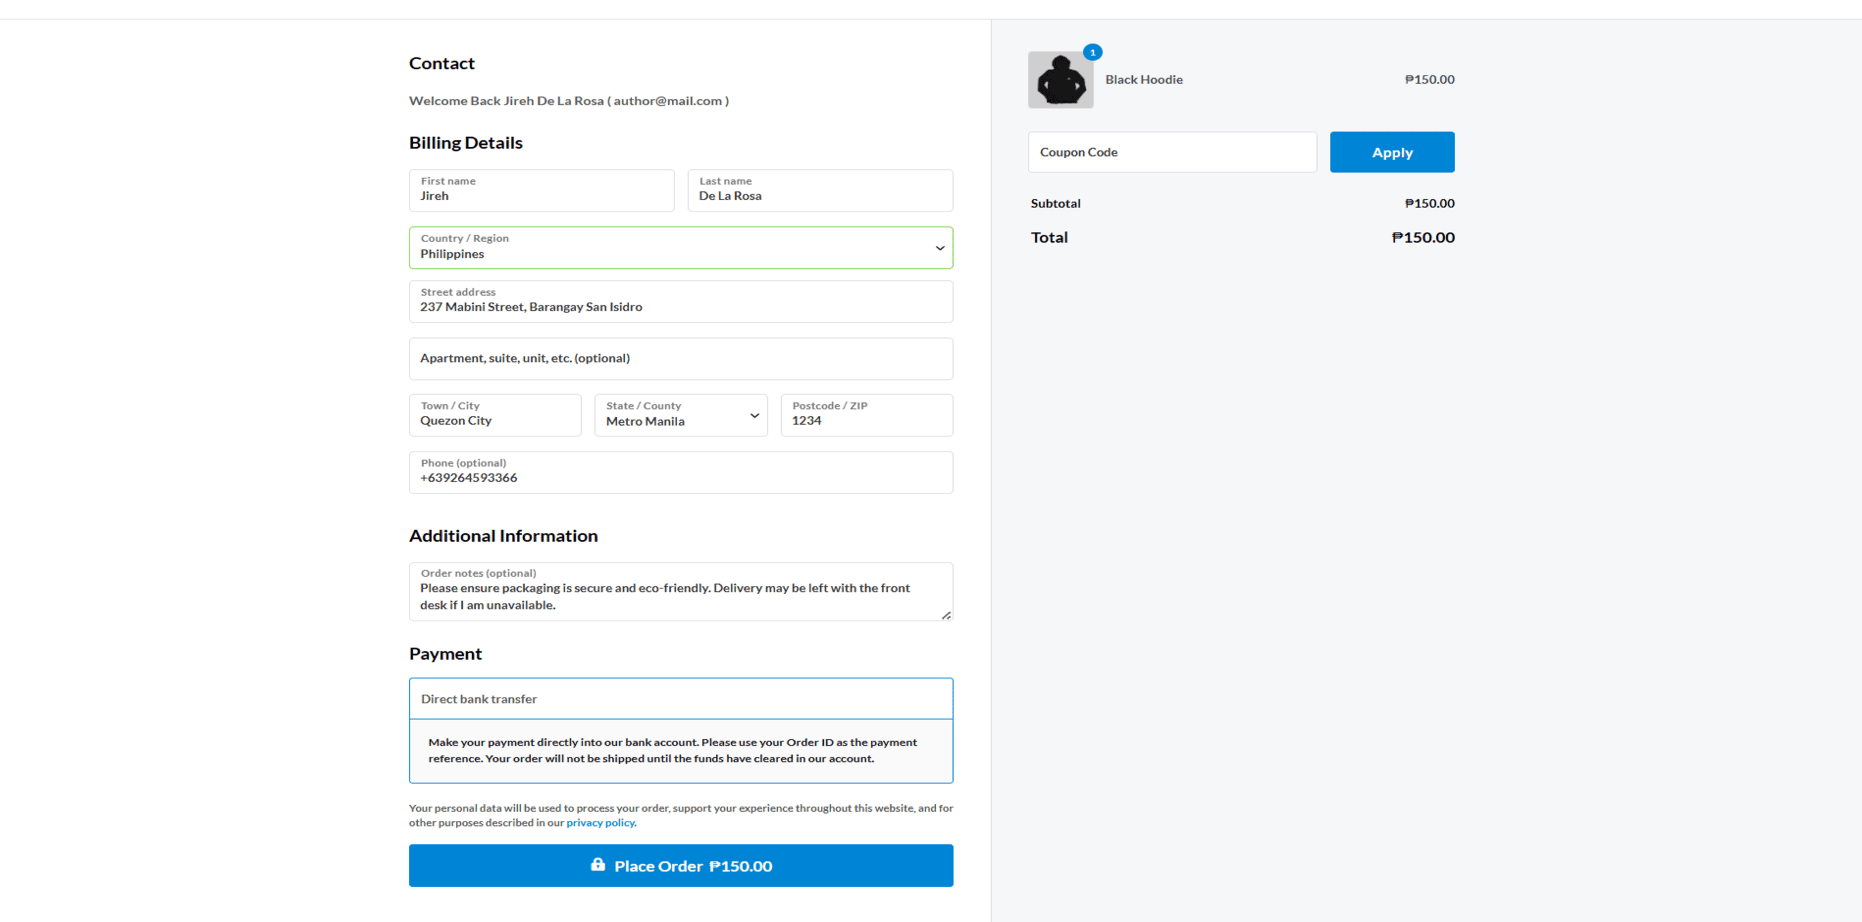 Contact
Welcome Back Jireh De La Rosa ( author@mail.com )
Billing Details
First name
Jireh
Last name
De La Rosa
Country / Region
Philippines
Street address
237 Mabini Street, Barangay San Isidro
Apartment, suite, unit, etc. (optional)
Town / City
Quezon City
State / County
Metro Manila
Postcode / ZIP
1234
Phone (optional)
+639264593366
Additional Information
Order notes (optional)
Please ensure packaging is secure and eco-friendly. Delivery may be left with the front
desk if I am unavailable.
Payment
Direct bank transfer
Make your payment directly into our bank account. Please use your Order ID as the payment
reference. Your order will not be shipped until the funds have cleared in our account.
Your personal data will be used to process your order, support your experience throughout this website, and for
other purposes described in our privacy policy.
Place Order ₱150.00
1
Black Hoodie ₱150.00
Coupon Code
Apply
Subtotal ₱150.00
Total ₱150.00